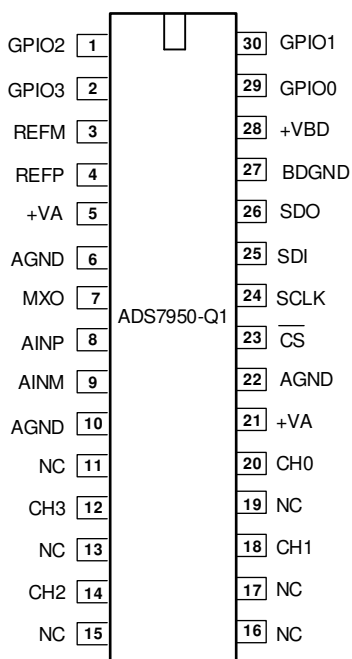 GPIO2 1 30 GPIO1
GPIO3 2 29 GPIO0
REFM 3 28 +VBD
REFP 4 27 BDGND
+VA 5 26 SDO
AGND 6 25 SDI
MXO 7 24 SCLK
ADS7950-Q1
AINP 8 23 CS
AINM 9 22 AGND
AGND 10 21 +VA
NC 11 20 CH0
CH3 12 19 NC
NC 13 18 CH1
CH2 14 17 NC
NC 15 16 NC